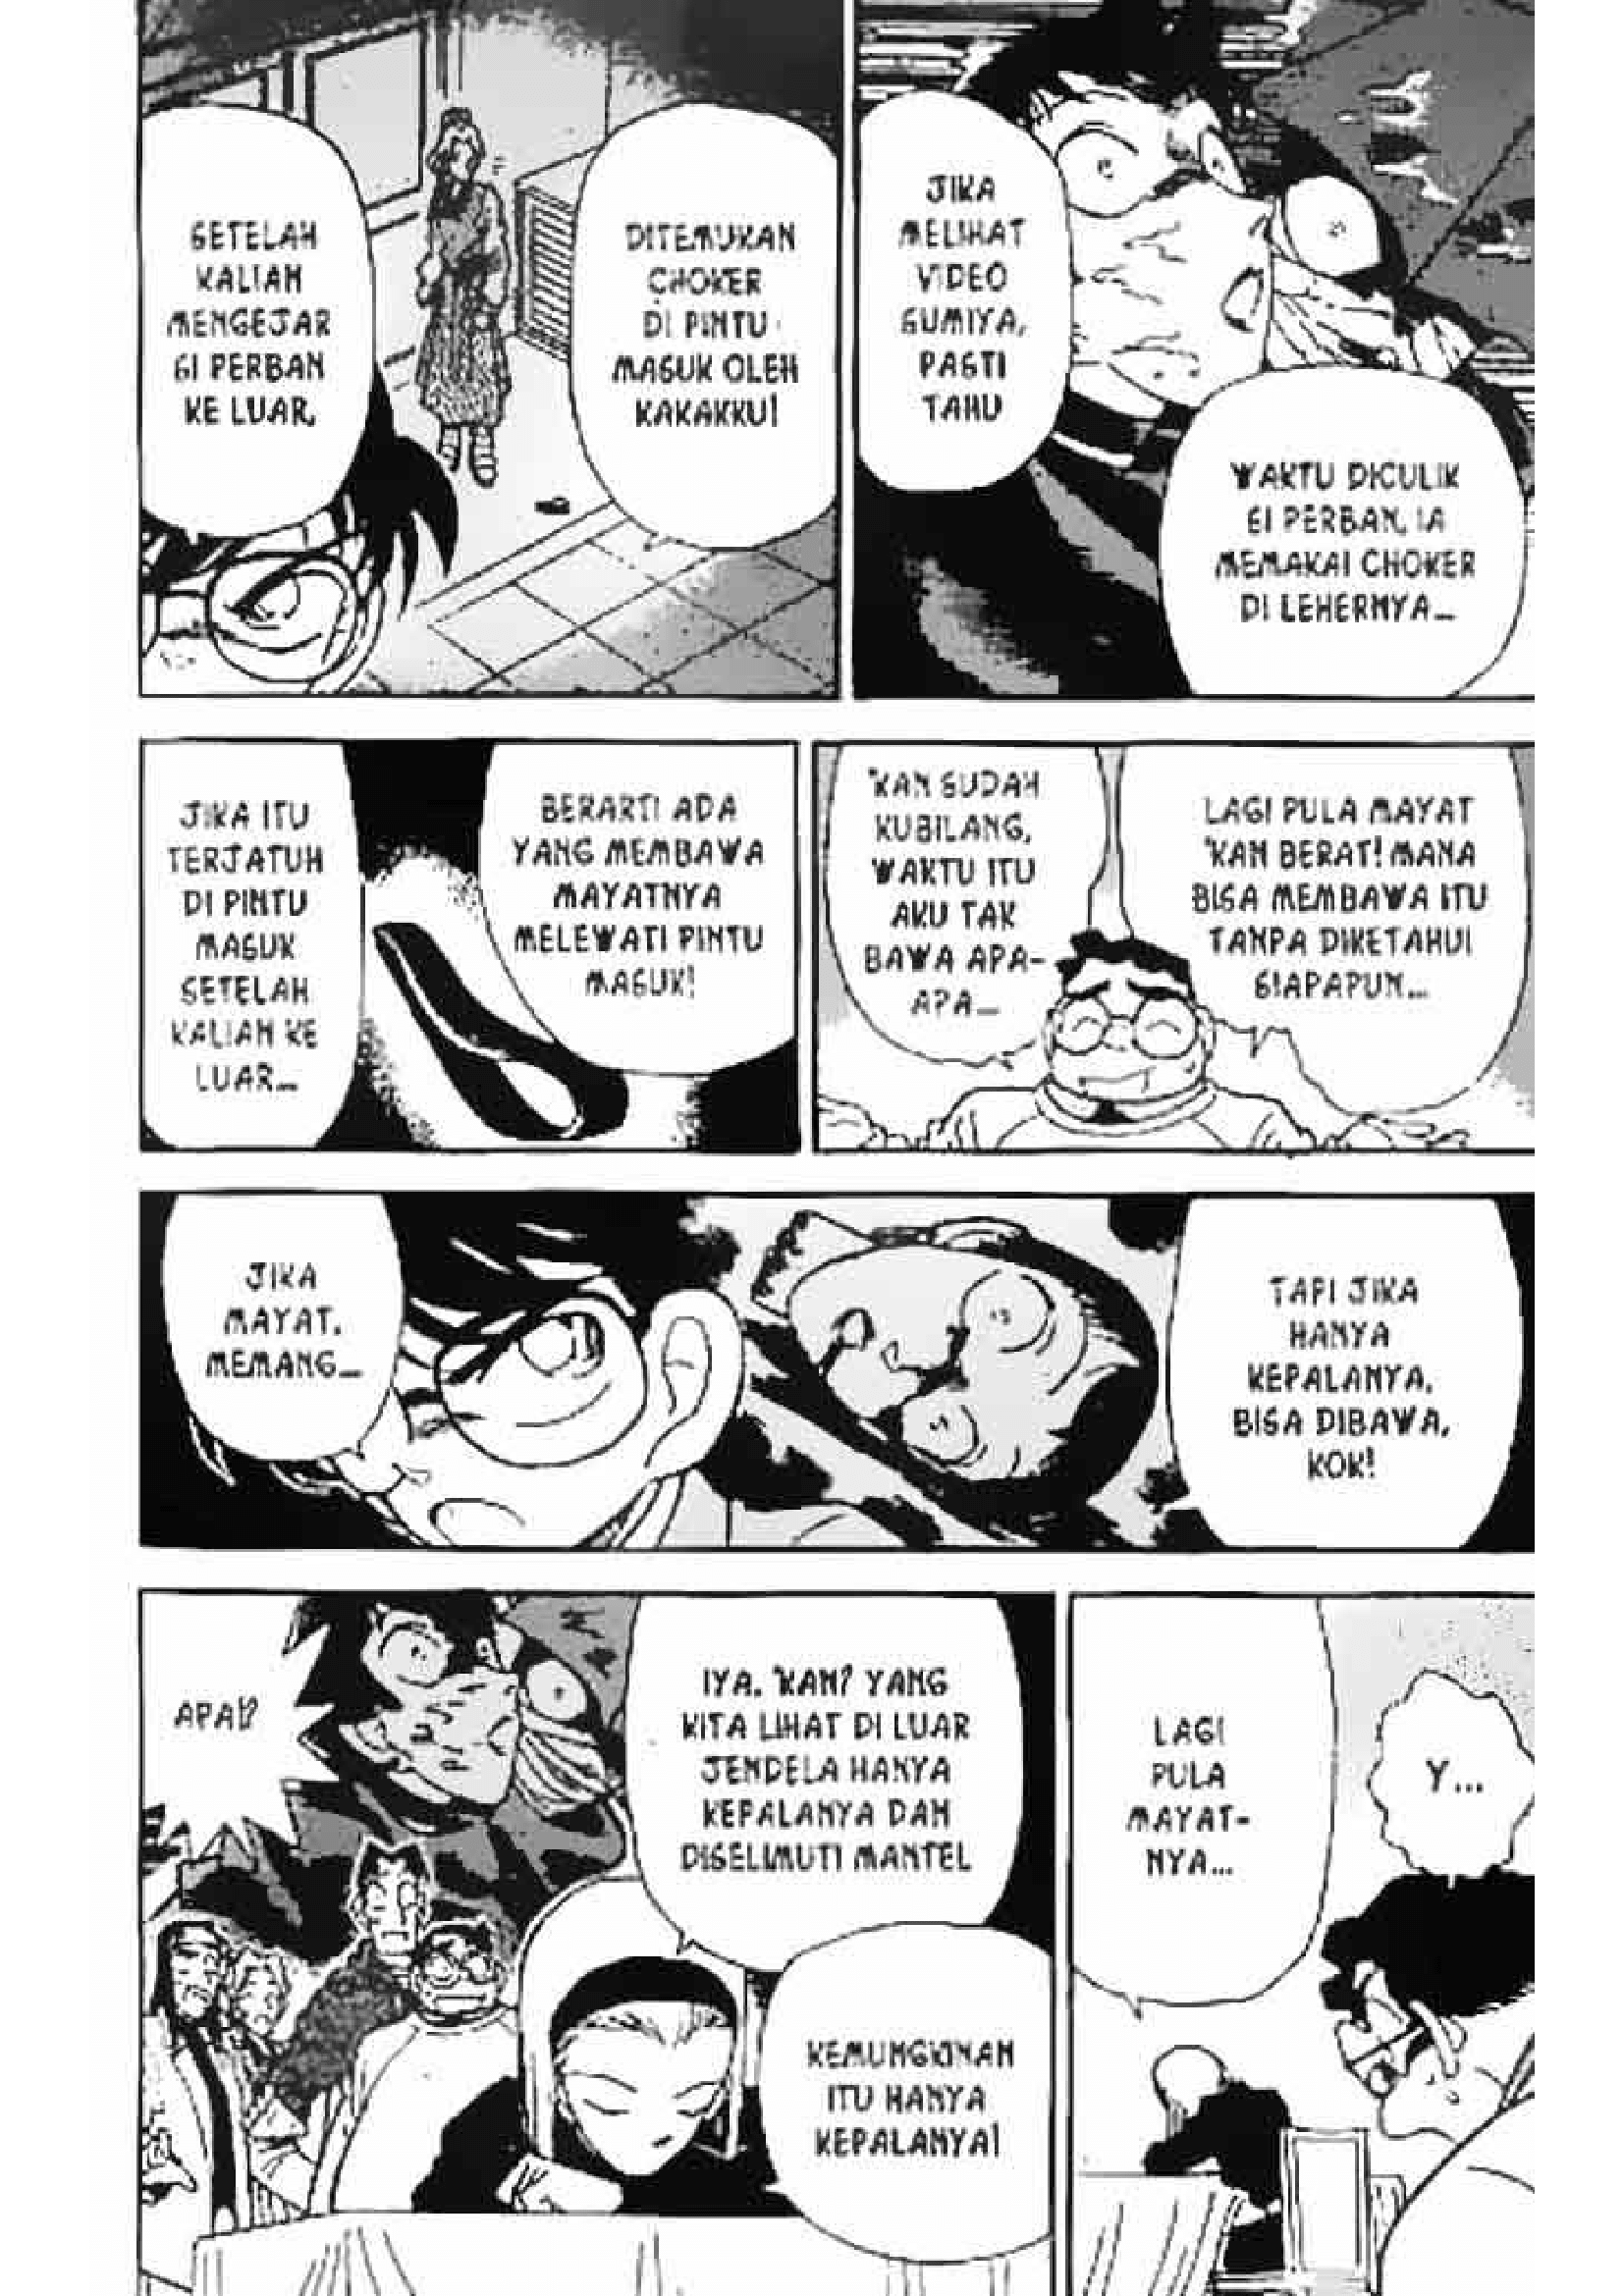 SETELAH
KALIAN
MENGEJAR
SI PERBAN
KE LUAR,
DITEMUKAN
CHOKER
DI PINTU
MASUK OLEH
KAKAKKU!
JIKA
MELIHAT
VIDEO
SUMIYA,
PASTI
TAHU
WAKTU DICULIK
SI PERBAN, IA
MEMAKAI CHOKER
DI LEHERNYA...
JIKA ITU
TERJATUH
DI PINTU
MASUK
SETELAH
KALIAN KE
LUAR...
BERARTI ADA
YANG MEMBAWA
MAYATNYA
MELEWATI PINTU
MASUK!
'KAN SUDAH
KUBILANG,
WAKTU ITU
AKU TAK
BAWA APA-
APA...
LAGI PULA MAYAT
'KAN BERAT! MANA
BISA MEMBAWA ITU
TANPA DIKETAHUI
SIAPAPUN...
JIKA
MAYAT,
MEMANG...
TAPI JIKA
HANYA
KEPALANYA,
BISA DIBAWA,
KOK!
APA!?
IYA, 'KAN? YANG
KITA LIHAT DI LUAR
JENDELA HANYA
KEPALANYA DAN
DISELIMUTI MANTEL
KEMUNGKINAN
ITU HANYA
KEPALANYA!
LAGI
PULA
MAYAT-
NYA...
Y...